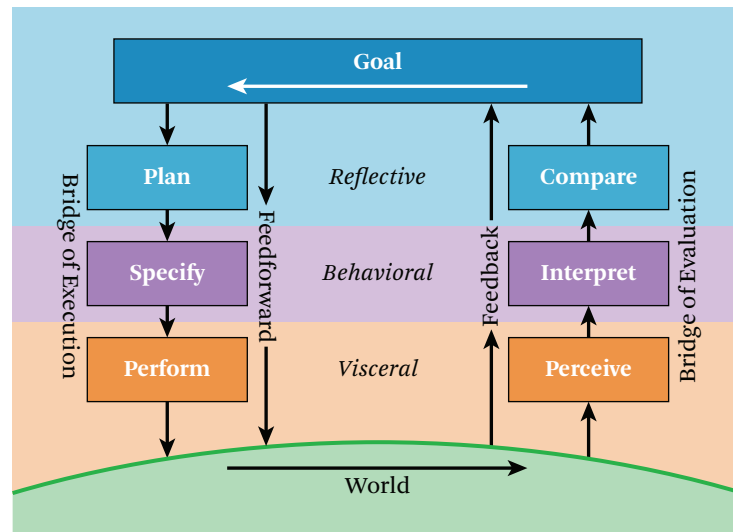 Goal
Plan
Reflective
Compare
Bridge of Execution
Feedforward
Feedback
Bridge of Evaluation
Specify
Behavioral
Interpret
Perform
Visceral
Perceive
World